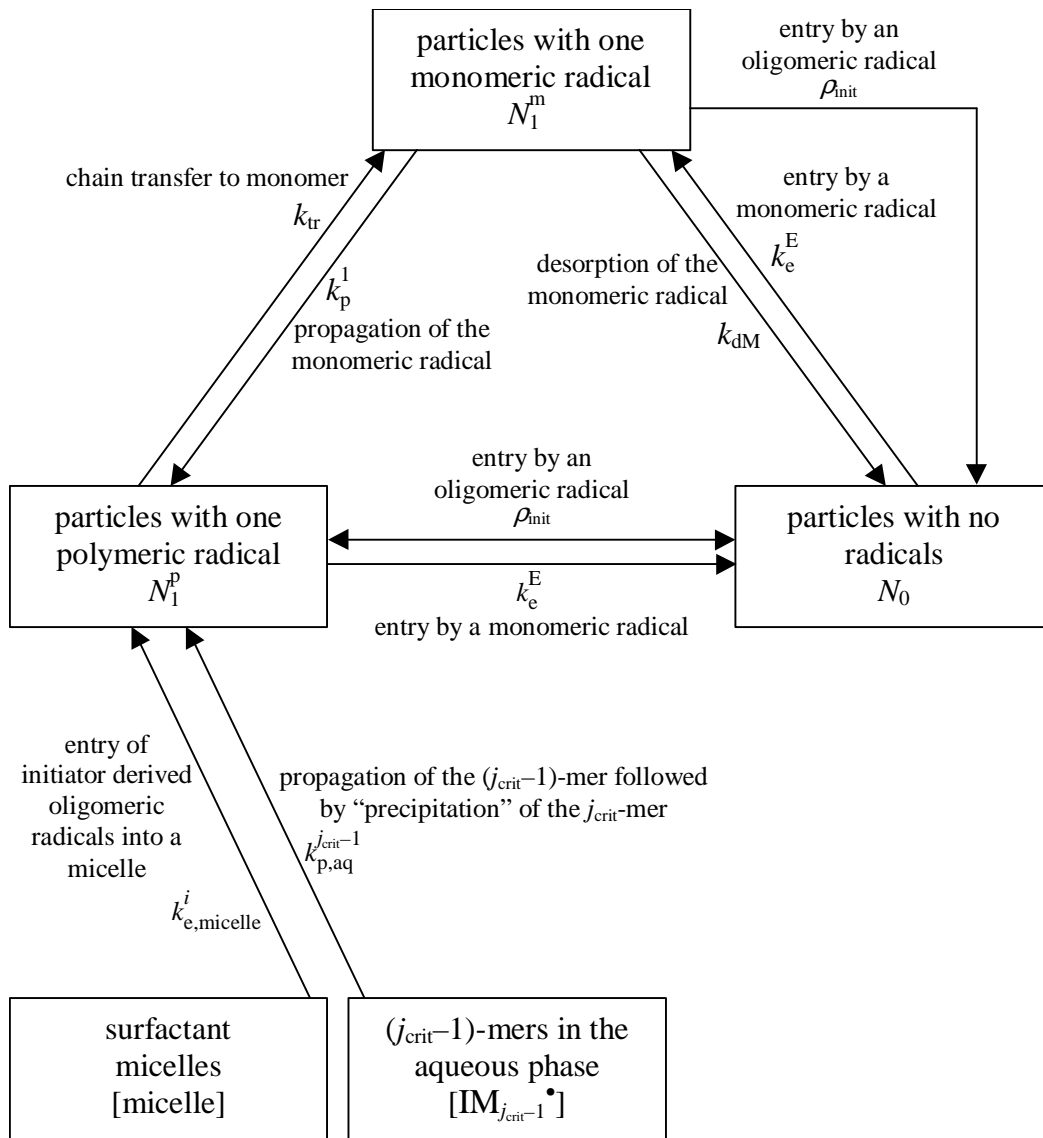 particles with one
monomeric radical
N₁ᵐ
entry by an
oligomeric radical
ρinit
chain transfer to monomer
ktr
entry by a
monomeric radical
kₑᴱ
kₚ¹
propagation of the
monomeric radical
desorption of the
monomeric radical
kdM
entry by an
oligomeric radical
ρinit
particles with one
polymeric radical
N₁ᵖ
particles with no
radicals
N₀
kₑᴱ
entry by a monomeric radical
entry of
initiator derived
oligomeric
radicals into a
micelle
kⁱe,micelle
propagation of the (jcrit–1)-mer followed
by “precipitation” of the jcrit-mer
kp,aq jcrit–1
surfactant
micelles
[micelle]
(jcrit–1)-mers in the
aqueous phase
[IMjcrit–1•]